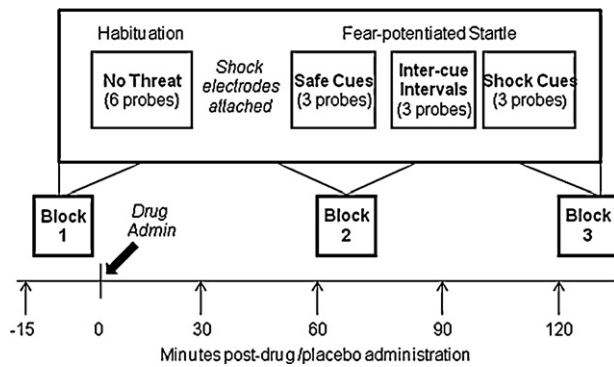 Habituation
Fear-potentiated Startle
No Threat
(6 probes)
Shock
electrodes
attached
Safe Cues
(3 probes)
Inter-cue
Intervals
(3 probes)
Shock Cues
(3 probes)
Block
1
Drug
Admin
Block
2
Block
3
-15
0
30
60
90
120
Minutes post-drug/placebo administration